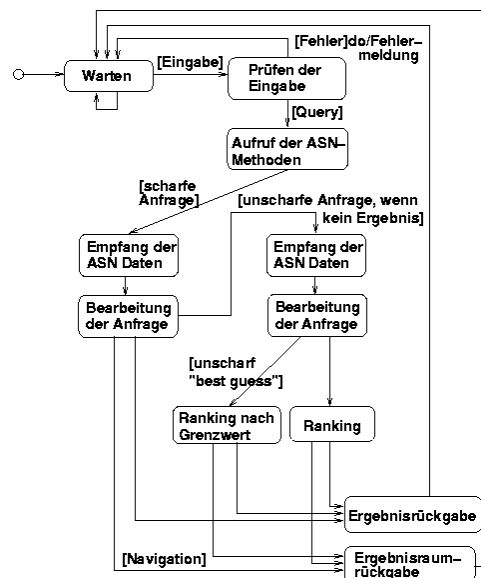 [Fehler]do/Fehler–
meldung
Warten
[Eingabe]
Prüfen der
Eingabe
[Query]
Aufruf der ASN–
Methoden
[scharfe
Anfrage]
[unscharfe Anfrage, wenn
kein Ergebnis]
Empfang der
ASN Daten
Empfang der
ASN Daten
Bearbeitung
der Anfrage
Bearbeitung
der Anfrage
[unscharf
"best guess"]
Ranking nach
Grenzwert
Ranking
Ergebnisrückgabe
[Navigation]
Ergebnisraum–
rückgabe